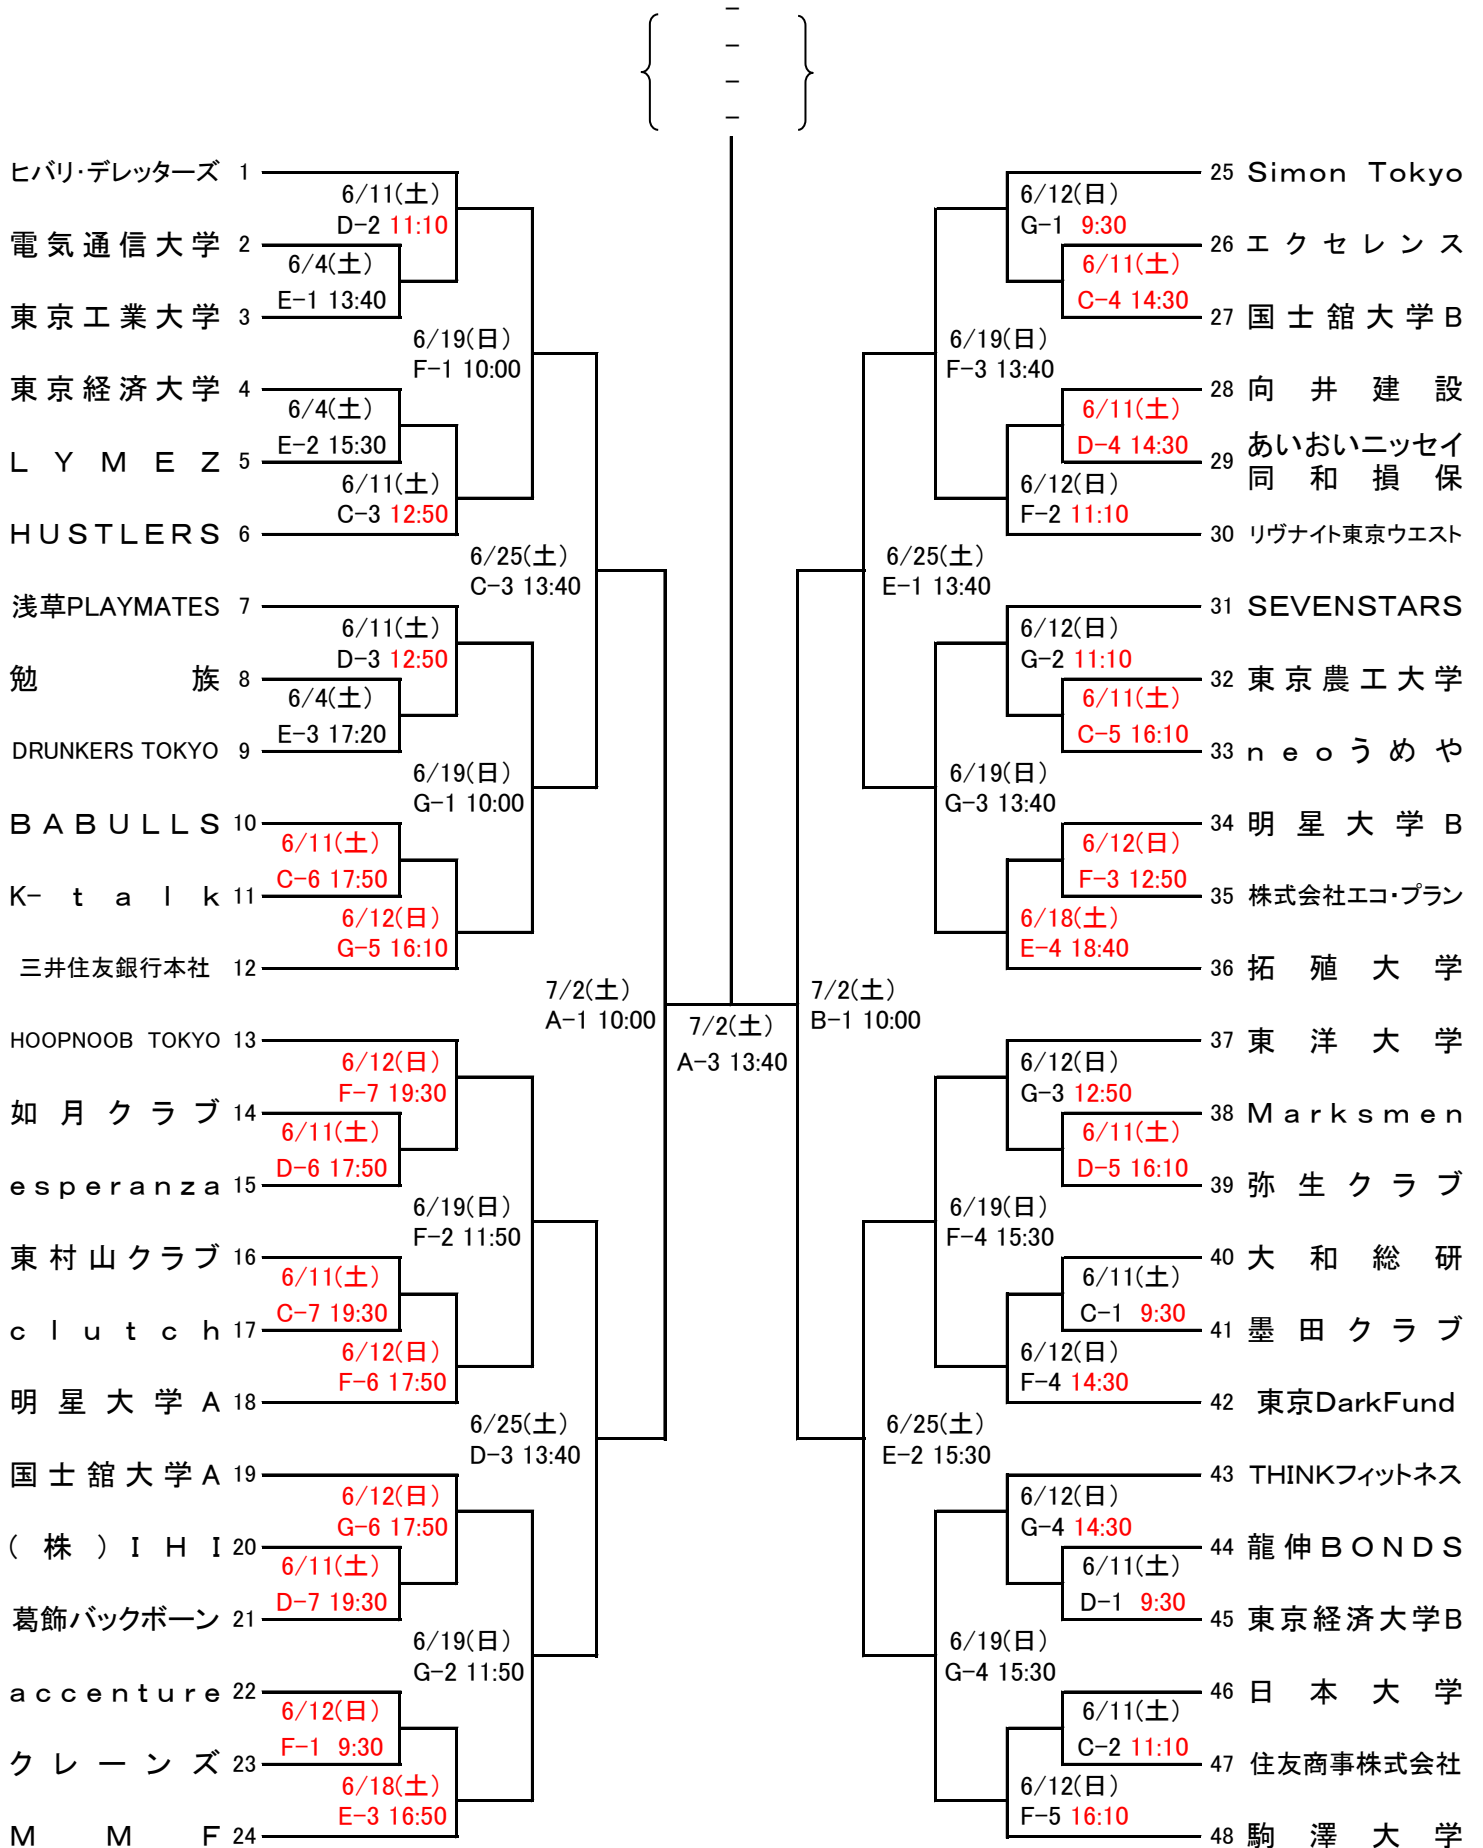 －
－
－
－
ヒバリ・デレッターズ 1
6/11(土)
D-2 11:10
電気通信大学 2
6/4(土)
E-1 13:40
東京工業大学 3
6/19(日)
F-1 10:00
東京経済大学 4
6/4(土)
E-2 15:30
LYMEZ 5
6/11(土)
C-3 12:50
HUSTLERS 6
6/25(土)
C-3 13:40
浅草PLAYMATES 7
6/11(土)
D-3 12:50
勉族 8
6/4(土)
E-3 17:20
DRUNKERS TOKYO 9
6/19(日)
G-1 10:00
BABULLS 10
6/11(土)
C-6 17:50
K-talk 11
6/12(日)
G-5 16:10
三井住友銀行本社 12
7/2(土)
A-1 10:00
HOOPNOOB TOKYO 13
6/12(日)
F-7 19:30
如月クラブ 14
6/11(土)
D-6 17:50
esperanza 15
6/19(日)
F-2 11:50
東村山クラブ 16
6/11(土)
C-7 19:30
clutch 17
6/12(日)
F-6 17:50
明星大学A 18
6/25(土)
D-3 13:40
国士舘大学A 19
6/12(日)
G-6 17:50
(株)IHI 20
6/11(土)
D-7 19:30
葛飾バックボーン 21
6/19(日)
G-2 11:50
accenture 22
6/12(日)
F-1 9:30
クレーンズ 23
6/18(土)
E-3 16:50
MMF 24
7/2(土)
A-3 13:40
25 Simon Tokyo
6/12(日)
G-1 9:30
26 エクセレンス
6/11(土)
C-4 14:30
27 国士舘大学B
6/19(日)
F-3 13:40
28 向井建設
6/11(土)
D-4 14:30
29 あいおいニッセイ
同和損保
6/12(日)
F-2 11:10
30 リヴナイト東京ウエスト
6/25(土)
E-1 13:40
31 SEVENSTARS
6/12(日)
G-2 11:10
32 東京農工大学
6/11(土)
C-5 16:10
33 neoうめや
6/19(日)
G-3 13:40
34 明星大学B
6/12(日)
F-3 12:50
35 株式会社エコ・プラン
6/18(土)
E-4 18:40
36 拓殖大学
7/2(土)
B-1 10:00
37 東洋大学
6/12(日)
G-3 12:50
38 Marksmen
6/11(土)
D-5 16:10
39 弥生クラブ
6/19(日)
F-4 15:30
40 大和総研
6/11(土)
C-1 9:30
41 墨田クラブ
6/12(日)
F-4 14:30
42 東京DarkFund
6/25(土)
E-2 15:30
43 THINKフィットネス
6/12(日)
G-4 14:30
44 龍伸BONDS
6/11(土)
D-1 9:30
45 東京経済大学B
6/19(日)
G-4 15:30
46 日本大学
6/11(土)
C-2 11:10
47 住友商事株式会社
6/12(日)
F-5 16:10
48 駒澤大学